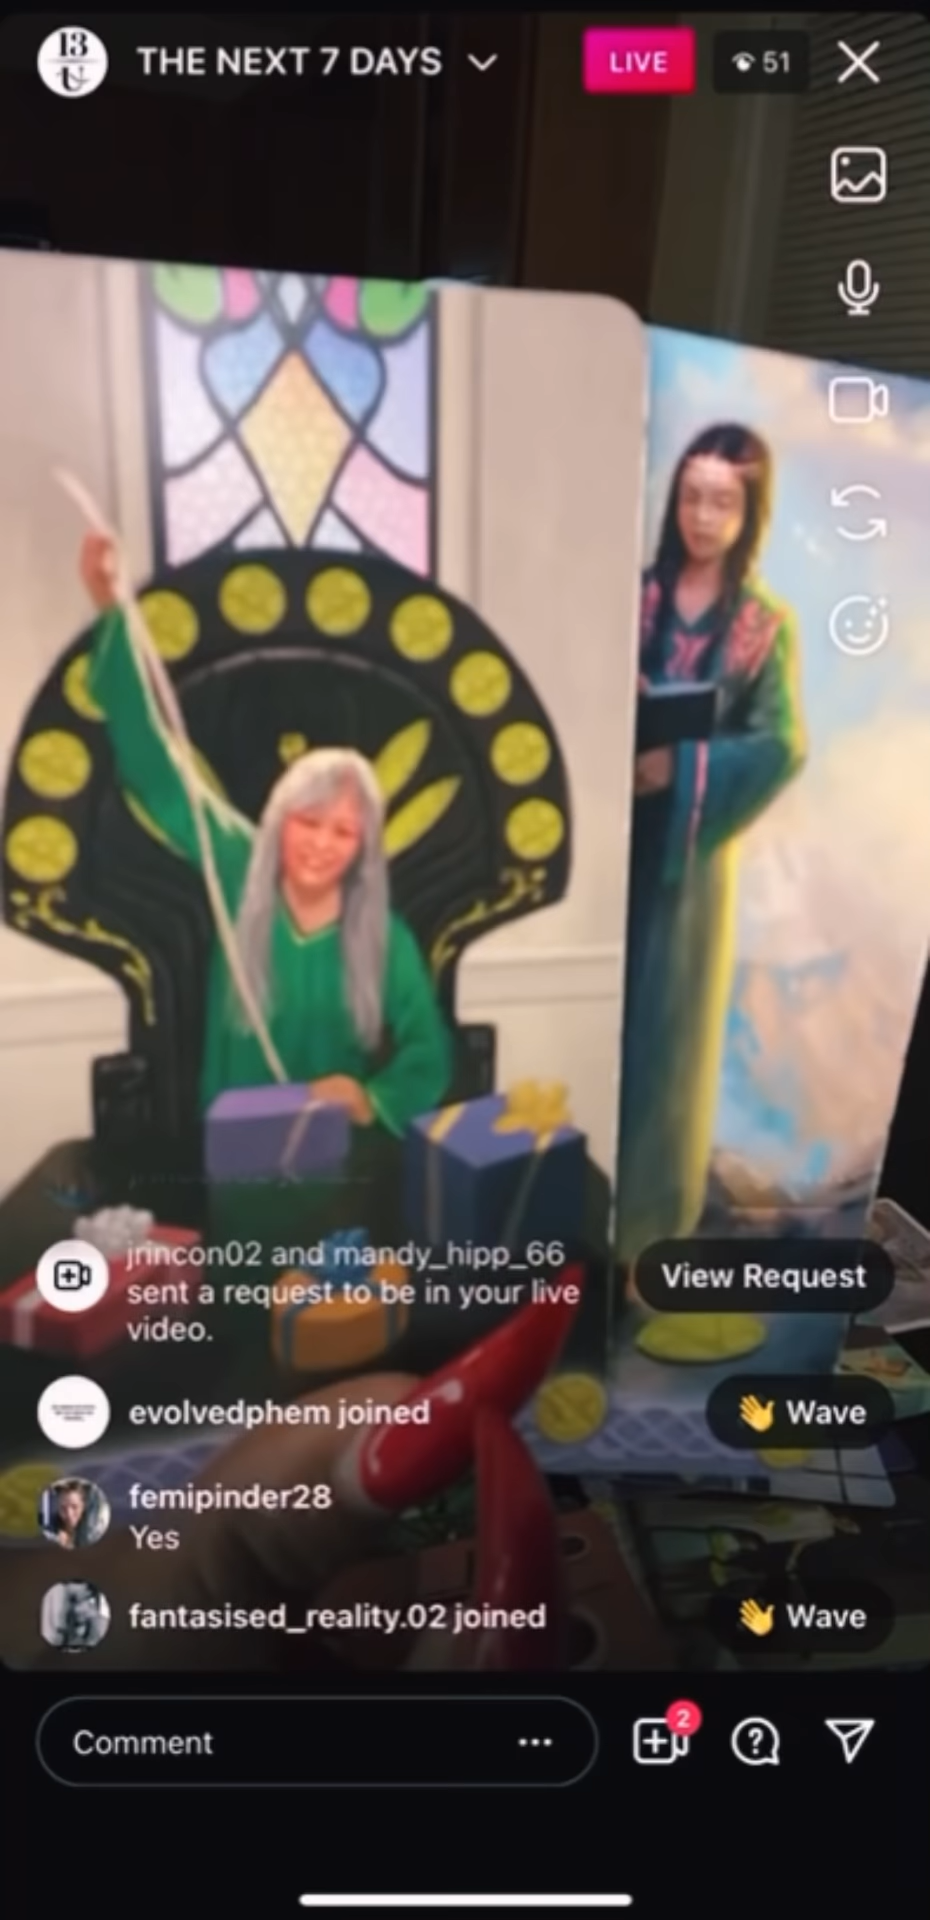 13
U
THE NEXT 7 DAYS
LIVE
51
jrincon02 and mandy_hipp_66
sent a request to be in your live
video.
View Request
evolvedphem joined
Wave
femipinder28
Yes
fantasised_reality.02 joined
Wave
Comment
2